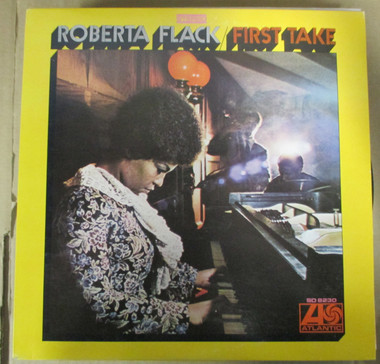 ROBERTA FLACK / FIRST TAKE
SD 8230
ATLANTIC